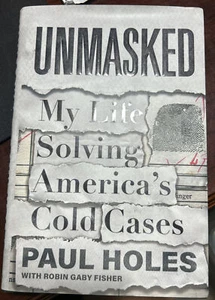 UNMASKED
My Life
Solving
America's
Cold Cases
PAUL HOLES
WITH ROBIN GABY FISHER